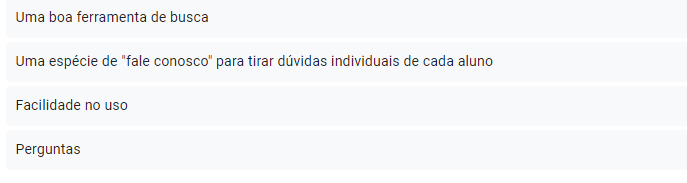 Uma boa ferramenta de busca
Uma espécie de "fale conosco" para tirar dúvidas individuais de cada aluno
Facilidade no uso
Perguntas